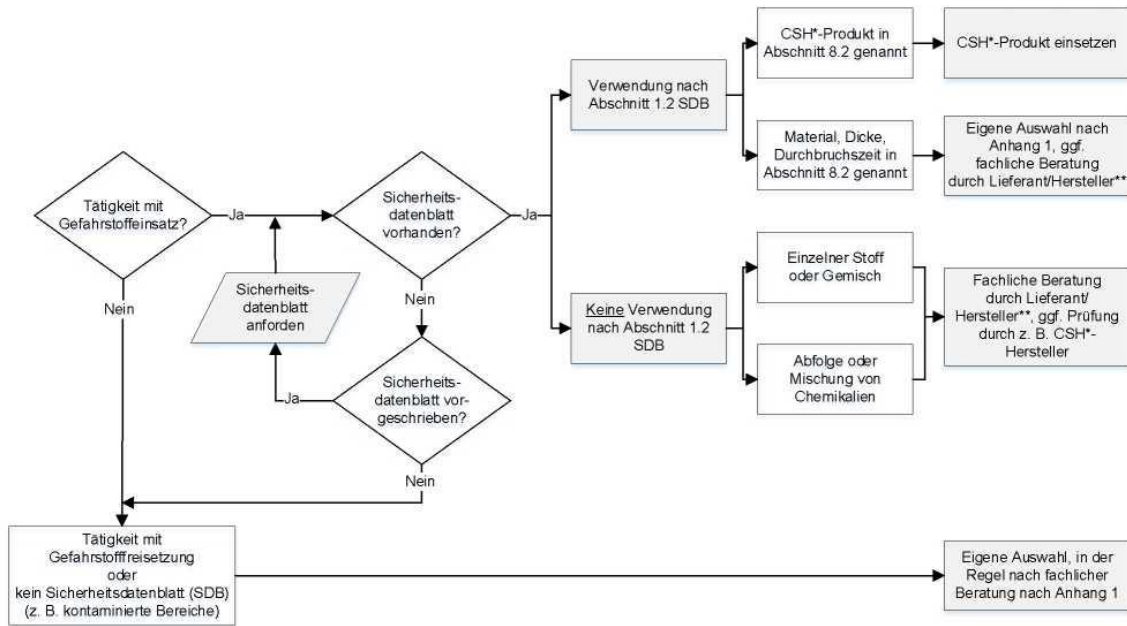 CSH*-Produkt in
Abschnitt 8.2 genannt
CSH*-Produkt einsetzen
Verwendung nach
Abschnitt 1.2 SDB
Material, Dicke,
Durchbruchszeit in
Abschnitt 8.2 genannt
Eigene Auswahl nach
Anhang 1, ggf.
fachliche Beratung
durch Lieferant/Hersteller**
Tätigkeit mit
Gefahrstoffeinsatz?
Ja
Sicherheits-
datenblatt
vorhanden?
Ja
Nein
Sicherheits-
datenblatt
anforden
Nein
Einzelner Stoff
oder Gemisch
Keine Verwendung
nach Abschnitt 1.2
SDB
Fachliche Beratung
durch Lieferant/
Hersteller**, ggf. Prüfung
durch z. B. CSH*-
Hersteller
Abfolge oder
Mischung von
Chemikalien
Ja
Sicherheits-
datenblatt vor-
geschrieben?
Nein
Tätigkeit mit
Gefahrstofffreisetzung
oder
kein Sicherheitsdatenblatt (SDB)
(z. B. kontaminierte Bereiche)
Eigene Auswahl, in der
Regel nach fachlicher
Beratung nach Anhang 1